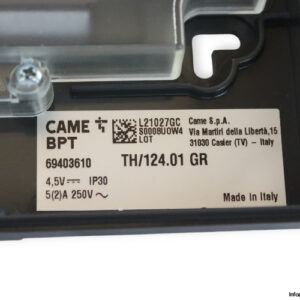 CAME
BPT
69403610
4,5V⎓ IP30
5(2)A 250V~
L21027GC
S0008U0W4
LOT
Came S.p.A.
Via Martiri della Libertà,15
31030 Casier (TV) - Italy
TH/124.01 GR
Made in Italy